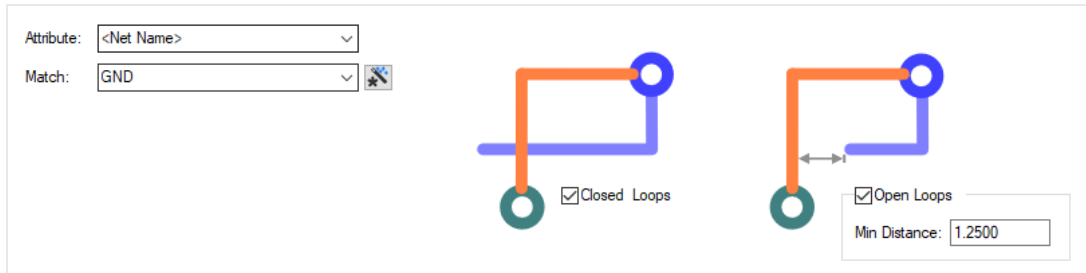 Attribute: <Net Name>
Match: GND
Closed Loops
Open Loops
Min Distance: 1.2500